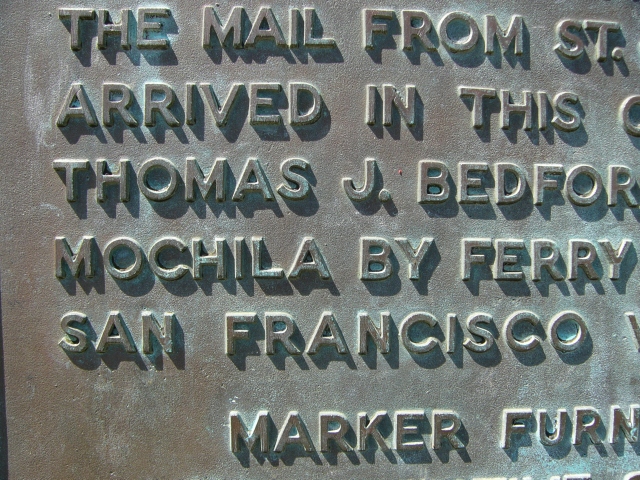 THE MAIL FROM ST.
ARRIVED IN THIS
THOMAS J. BEDFOR
MOCHILA BY FERRY
SAN FRANCISCO
MARKER FURN